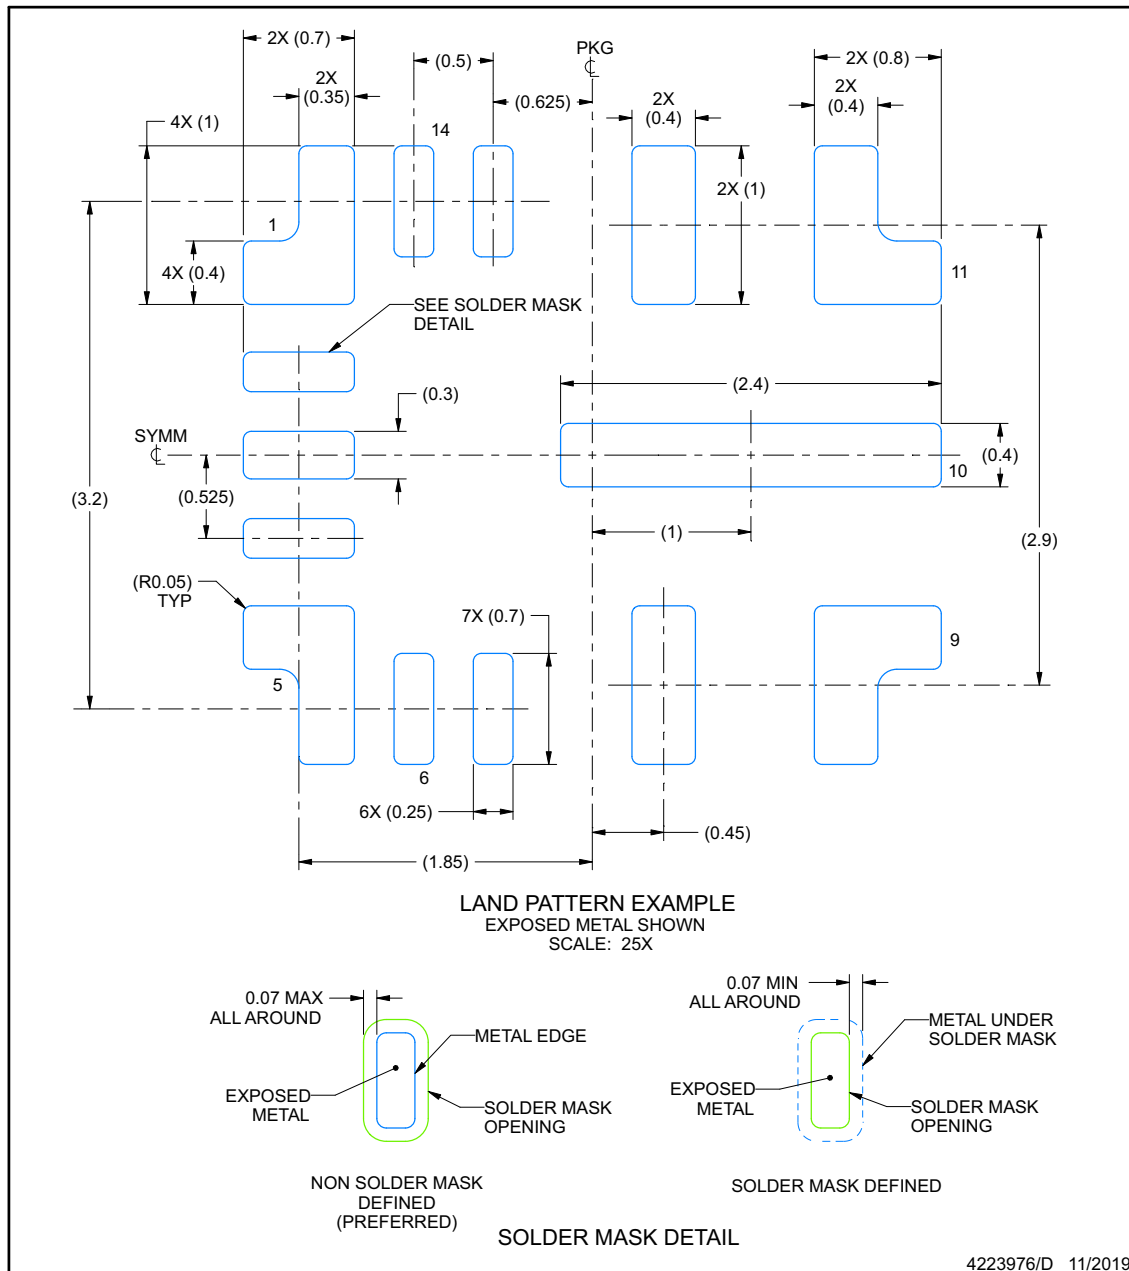 2X (0.7)
(0.5)
PKG
℄
2X (0.8)
2X
(0.35)
(0.625)
2X
(0.4)
2X
(0.4)
4X (1)
14
2X (1)
1
4X (0.4)
11
SEE SOLDER MASK
DETAIL
(2.4)
(0.3)
SYMM
℄
10
(0.4)
(3.2)
(0.525)
(1)
(2.9)
(R0.05)
TYP
7X (0.7)
9
5
6
6X (0.25)
(0.45)
(1.85)
LAND PATTERN EXAMPLE
EXPOSED METAL SHOWN
SCALE: 25X
0.07 MAX
ALL AROUND
METAL EDGE
EXPOSED
METAL
SOLDER MASK
OPENING
NON SOLDER MASK
DEFINED
(PREFERRED)
0.07 MIN
ALL AROUND
METAL UNDER
SOLDER MASK
EXPOSED
METAL
SOLDER MASK
OPENING
SOLDER MASK DEFINED
SOLDER MASK DETAIL
4223976/D 11/2019